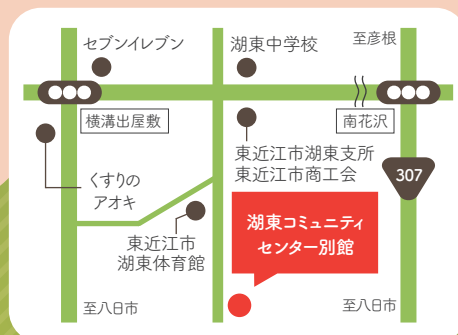 セブンイレブン
湖東中学校
至彦根
横溝出屋敷
南花沢
東近江市湖東支所
東近江市商工会
307
くすりの
アオキ
東近江市
湖東体育館
湖東コミュニティ
センター別館
至八日市
至八日市